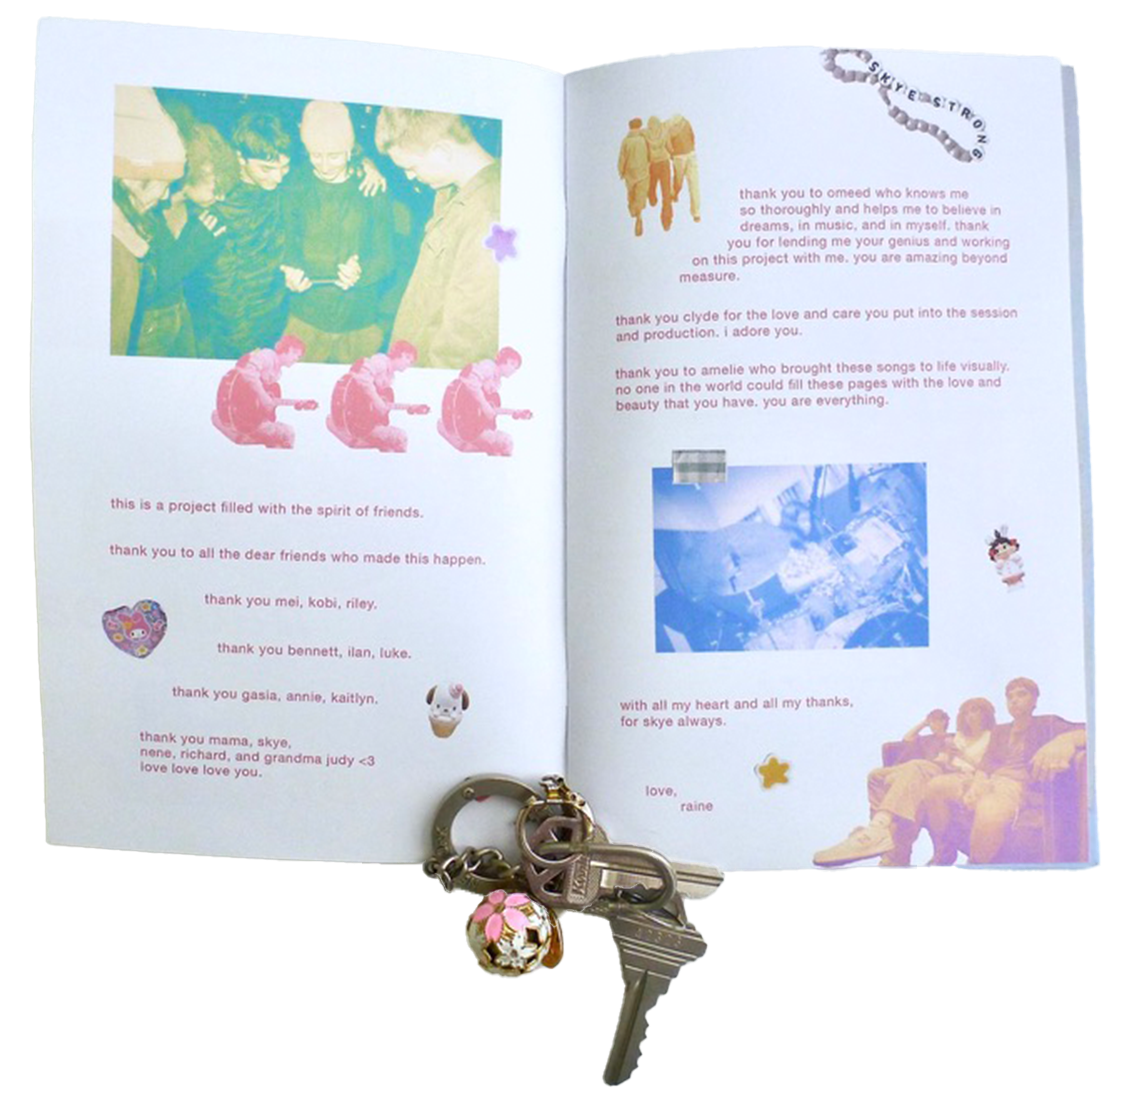 this is a project filled with the spirit of friends.
thank you to all the dear friends who made this happen.
thank you mei, kobi, riley.
thank you bennett, ilan, luke.
thank you gasia, annie, kaitlyn.
thank you mama, skye,
nene, richard, and grandma judy <3
love love love you.
SKYE STRONG
thank you to omeed who knows me
so thoroughly and helps me to believe in
dreams, in music, and in myself. thank
you for lending me your genius and working
on this project with me. you are amazing beyond
measure.
thank you clyde for the love and care you put into the session
and production. i adore you.
thank you to amelie who brought these songs to life visually.
no one in the world could fill these pages with the love and
beauty that you have. you are everything.
with all my heart and all my thanks,
for skye always.
love,
raine